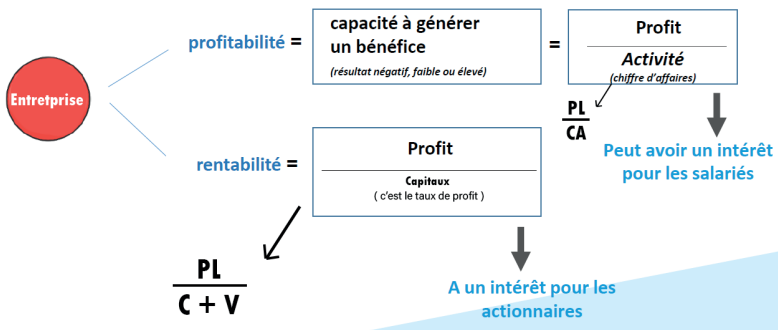 Entretprise
profitabilité =
capacité à générer
un bénéfice
(résultat négatif, faible ou élevé)
=
Profit
Activité
(chiffre d'affaires)
PL
CA
Peut avoir un intérêt
pour les salariés
rentabilité =
Profit
Capitaux
( c'est le taux de profit )
PL
C + V
A un intérêt pour les
actionnaires